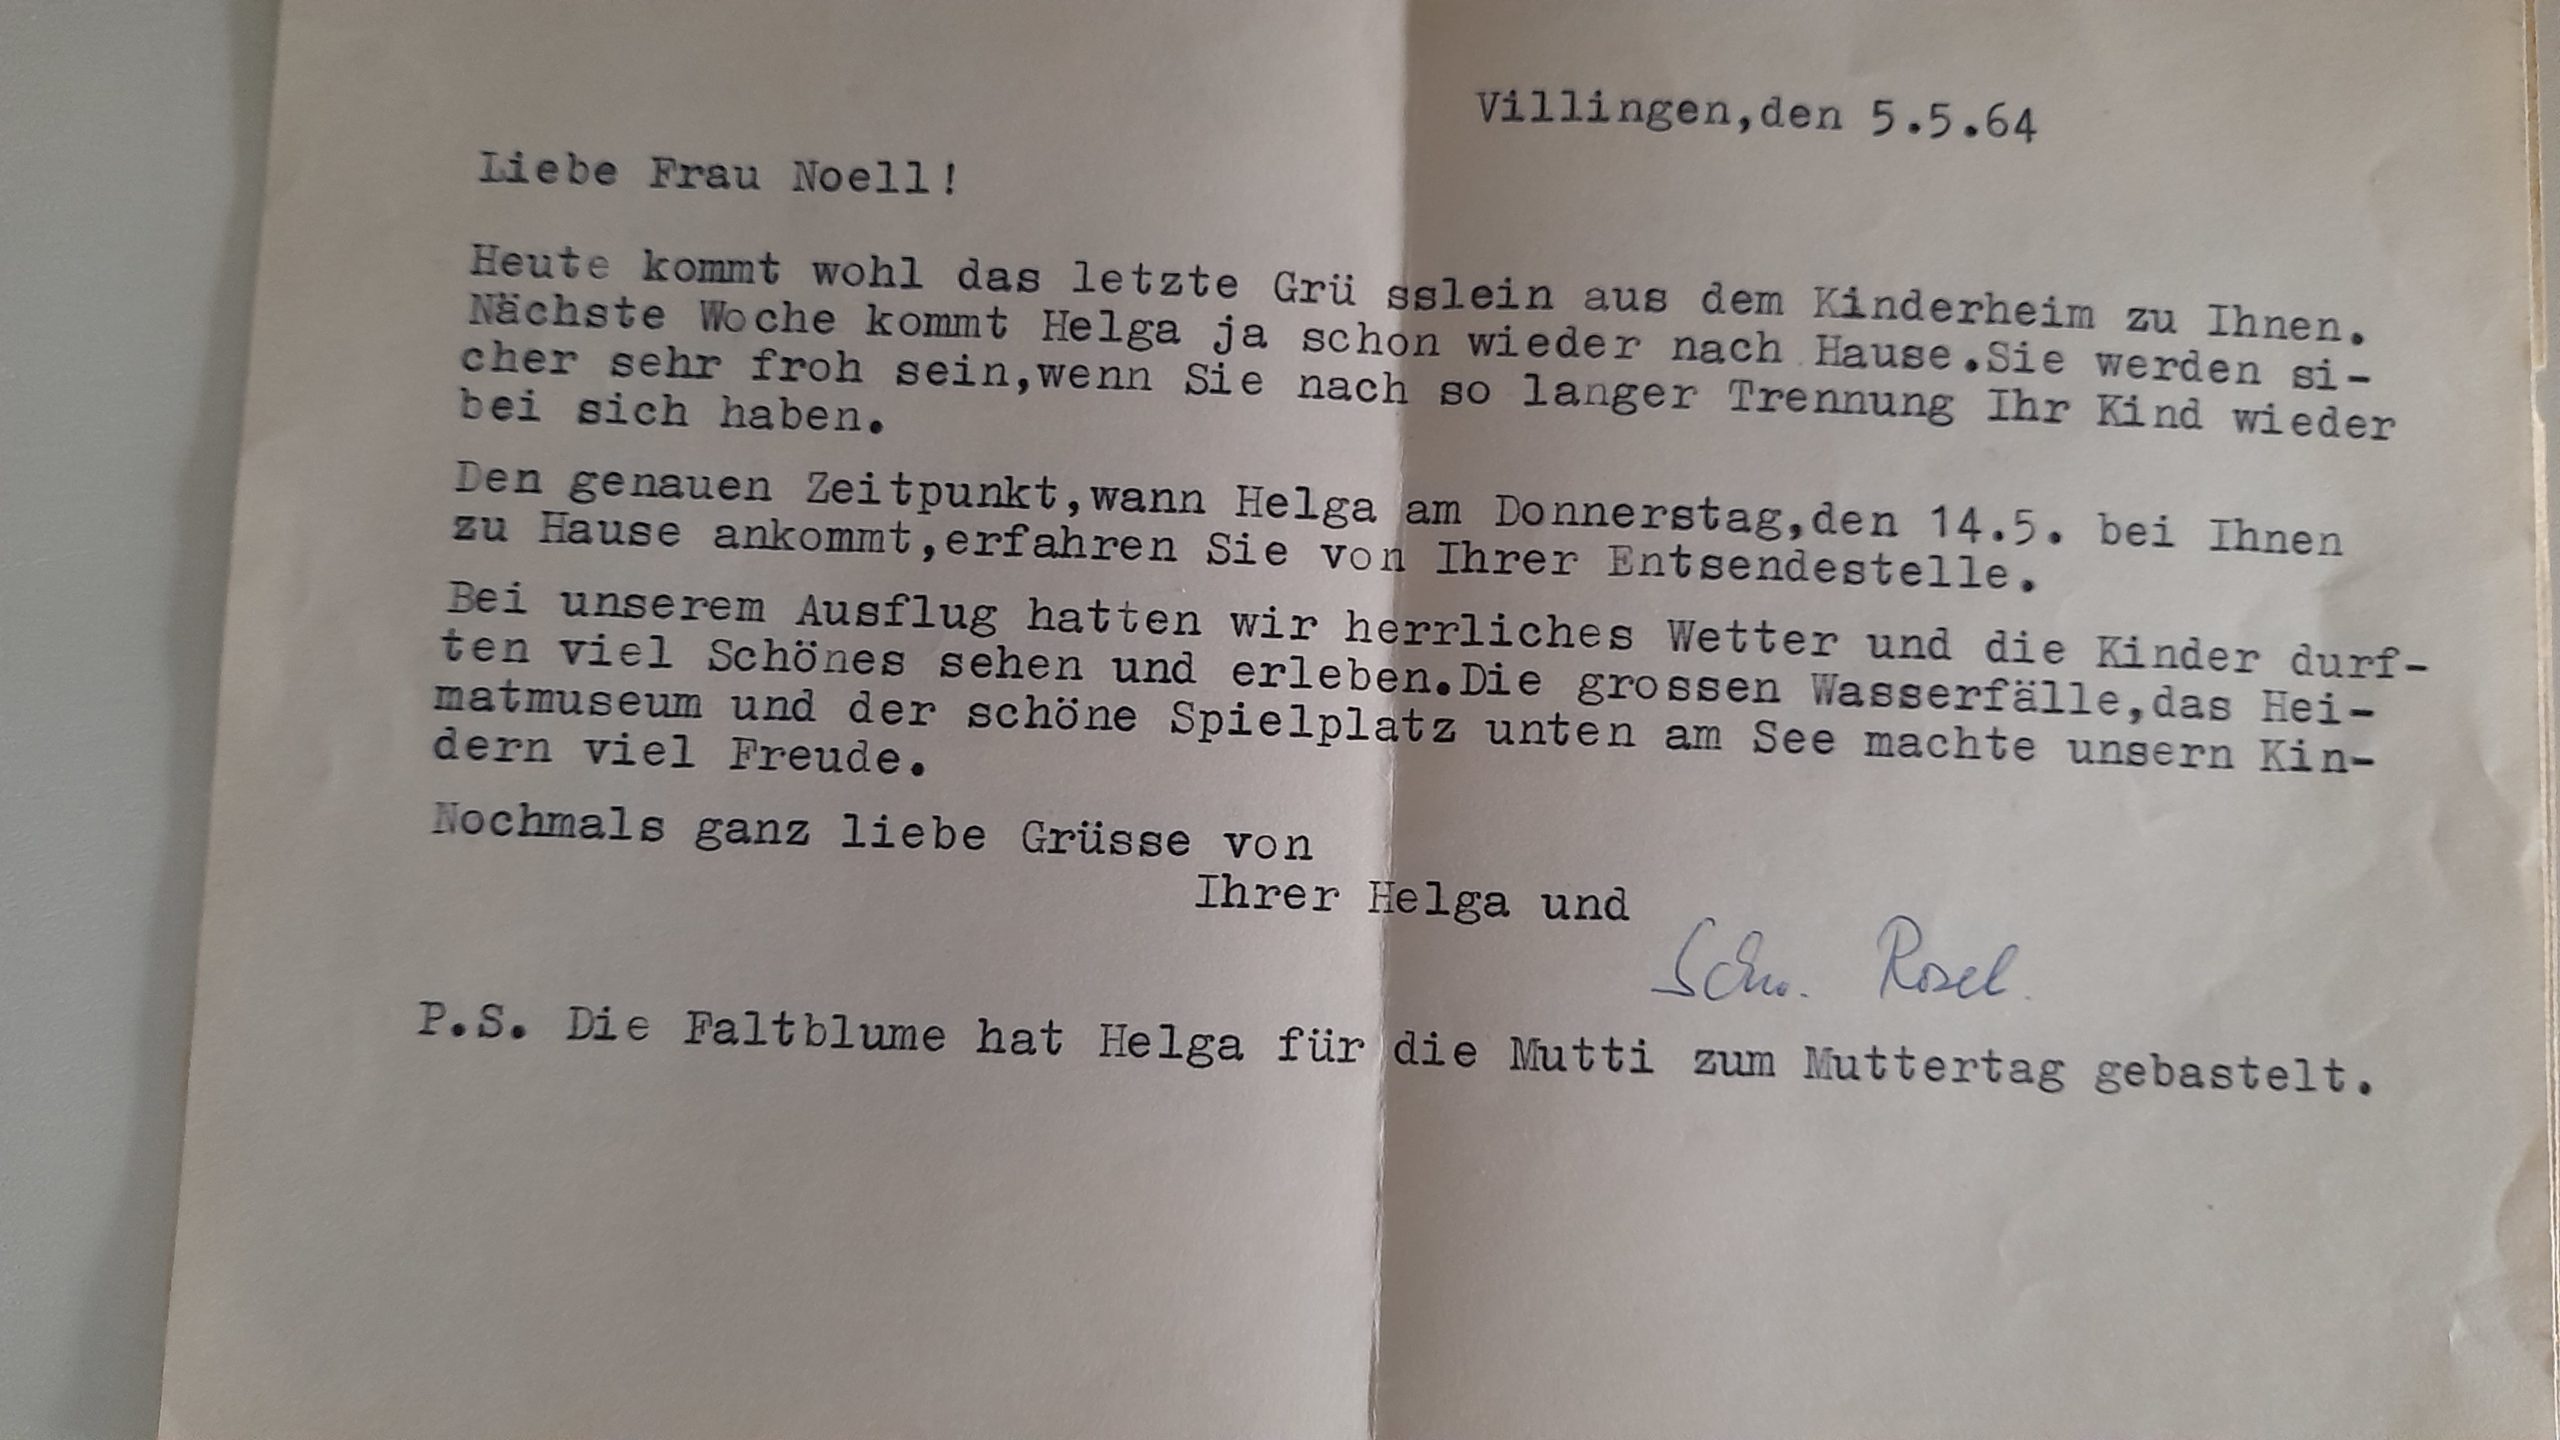 Villingen,den 5.5.64
Liebe Frau Noell!
Heute kommt wohl das letzte Grü sslein aus dem Kinderheim zu Ihnen.
Nächste Woche kommt Helga ja schon wieder nach Hause.Sie werden si-
cher sehr froh sein,wenn Sie nach so langer Trennung Ihr Kind wieder
bei sich haben.
Den genauen Zeitpunkt,wann Helga am Donnerstag,den 14.5. bei Ihnen
zu Hause ankommt,erfahren Sie von Ihrer Entsendestelle.
Bei unserem Ausflug hatten wir herrliches Wetter und die Kinder durf-
ten viel Schönes sehen und erleben.Die grossen Wasserfälle,das Hei-
matmuseum und der schöne Spielplatz unten am See machte unsern Kin-
dern viel Freude.
Nochmals ganz liebe Grüsse von
Ihrer Helga und
Schw. Rosel.
P.S. Die Faltblume hat Helga für die Mutti zum Muttertag gebastelt.